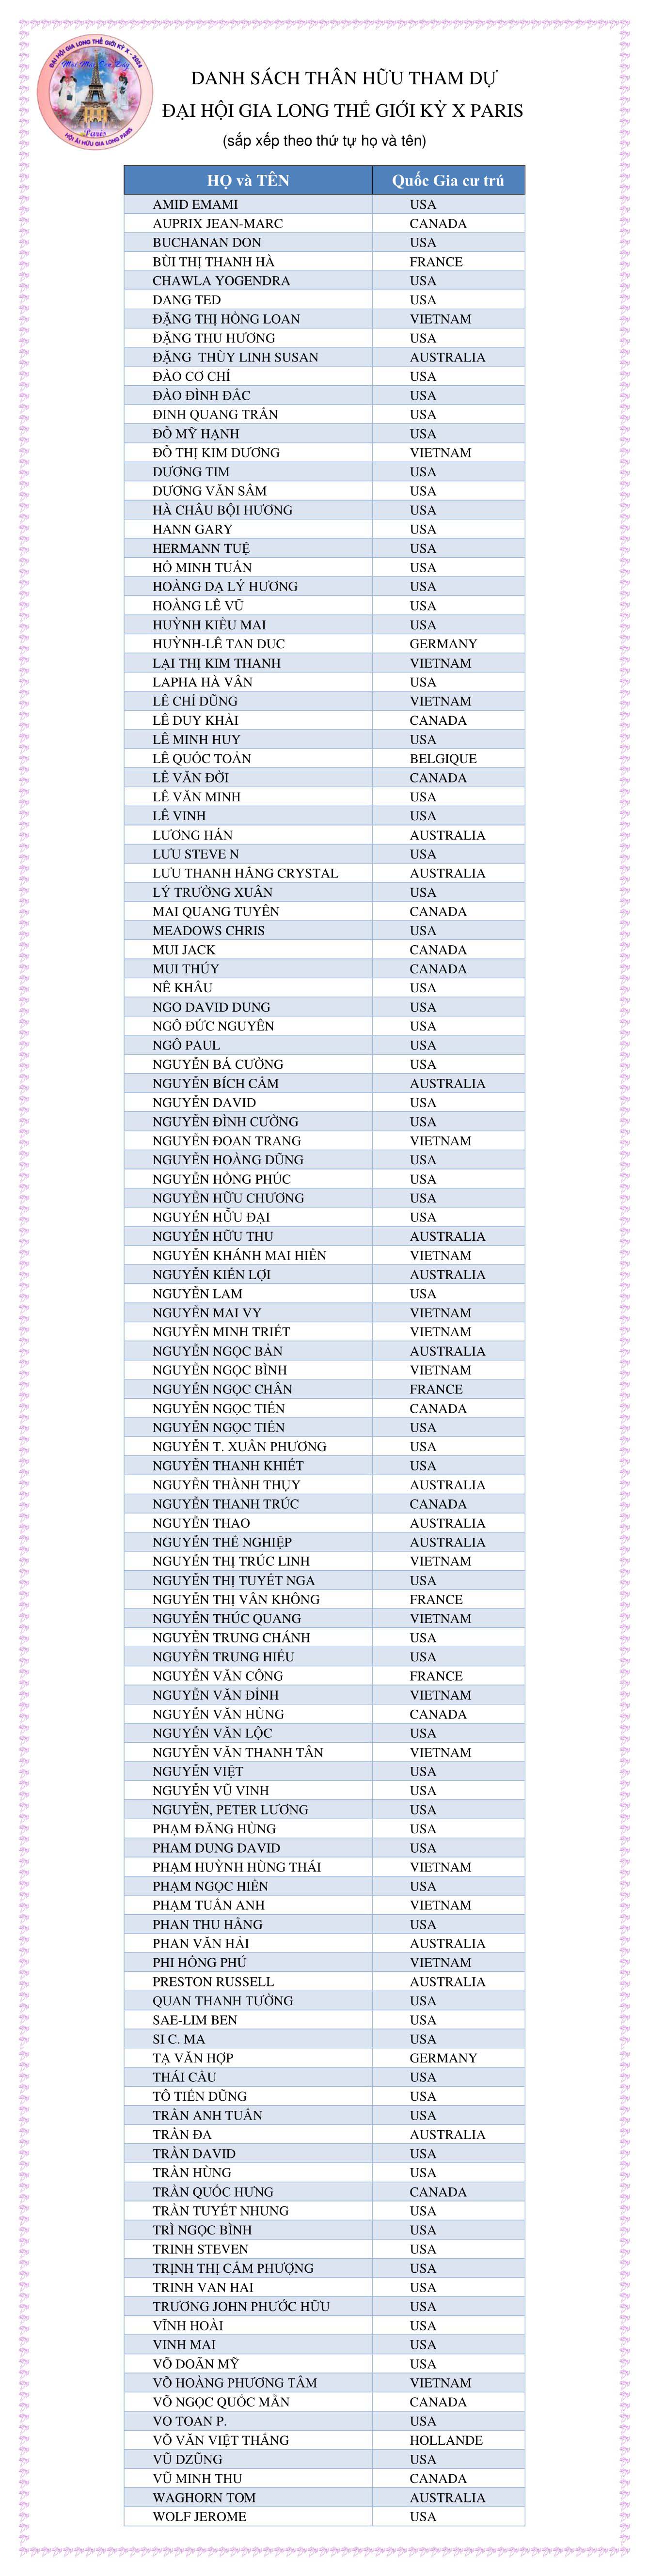 ĐẠI HỘI GIA LONG THẾ GIỚI KỲ X - 2024
Paris
HỘI ÁI HỮU GIA LONG PARIS
DANH SÁCH THÂN HỮU THAM DỰ
ĐẠI HỘI GIA LONG THẾ GIỚI KỲ X PARIS
(sắp xếp theo thứ tự họ và tên)
HỌ và TÊN Quốc Gia cư trú
AMID EMAMI USA
AUPRIX JEAN-MARC CANADA
BUCHANAN DON USA
BÙI THỊ THANH HÀ FRANCE
CHAWLA YOGENDRA USA
DANG TED USA
ĐẶNG THỊ HỒNG LOAN VIETNAM
ĐẶNG THU HƯƠNG USA
ĐẶNG THÙY LINH SUSAN AUSTRALIA
ĐÀO CƠ CHÍ USA
ĐÀO ĐÌNH ĐẮC USA
ĐINH QUANG TRẤN USA
ĐỖ MỸ HẠNH USA
ĐỖ THỊ KIM DƯƠNG VIETNAM
DƯƠNG TIM USA
DƯƠNG VĂN SÂM USA
HÀ CHÂU BỘI HƯƠNG USA
HANN GARY USA
HERMANN TUỆ USA
HỒ MINH TUẤN USA
HOÀNG DẠ LÝ HƯƠNG USA
HOÀNG LÊ VŨ USA
HUỲNH KIỀU MAI USA
HUỲNH-LÊ TAN DUC GERMANY
LẠI THỊ KIM THANH VIETNAM
LAPHA HÀ VÂN USA
LÊ CHÍ DŨNG VIETNAM
LÊ DUY KHẢI CANADA
LÊ MINH HUY USA
LÊ QUỐC TOẢN BELGIQUE
LÊ VĂN ĐỜI CANADA
LÊ VĂN MINH USA
LÊ VINH USA
LƯƠNG HÁN AUSTRALIA
LƯU STEVE N USA
LƯU THANH HẰNG CRYSTAL AUSTRALIA
LÝ TRƯỜNG XUÂN USA
MAI QUANG TUYÊN CANADA
MEADOWS CHRIS USA
MUI JACK CANADA
MUI THÚY CANADA
NÊ KHÂU USA
NGO DAVID DUNG USA
NGÔ ĐỨC NGUYÊN USA
NGÔ PAUL USA
NGUYỄN BÁ CƯỜNG USA
NGUYỄN BÍCH CẢM AUSTRALIA
NGUYỄN DAVID USA
NGUYỄN ĐÌNH CƯỜNG USA
NGUYỄN ĐOAN TRANG VIETNAM
NGUYỄN HOÀNG DŨNG USA
NGUYỄN HỒNG PHÚC USA
NGUYỄN HỮU CHƯƠNG USA
NGUYỄN HỮU ĐẠI USA
NGUYỄN HỮU THU AUSTRALIA
NGUYỄN KHÁNH MAI HIỀN VIETNAM
NGUYỄN KIẾN LỢI AUSTRALIA
NGUYỄN LAM USA
NGUYỄN MAI VY VIETNAM
NGUYỄN MINH TRIẾT VIETNAM
NGUYỄN NGỌC BẢN AUSTRALIA
NGUYỄN NGỌC BÌNH VIETNAM
NGUYỄN NGỌC CHÂN FRANCE
NGUYỄN NGỌC TIẾN CANADA
NGUYỄN NGỌC TIẾN USA
NGUYỄN T. XUÂN PHƯƠNG USA
NGUYỄN THANH KHIẾT USA
NGUYỄN THÀNH THỤY AUSTRALIA
NGUYỄN THANH TRÚC CANADA
NGUYỄN THAO AUSTRALIA
NGUYỄN THẾ NGHIỆP AUSTRALIA
NGUYỄN THỊ TRÚC LINH VIETNAM
NGUYỄN THỊ TUYẾT NGA USA
NGUYỄN THỊ VÂN KHÔNG FRANCE
NGUYỄN THÚC QUANG VIETNAM
NGUYỄN TRUNG CHÁNH USA
NGUYỄN TRUNG HIẾU USA
NGUYỄN VĂN CÔNG FRANCE
NGUYỄN VĂN ĐỈNH VIETNAM
NGUYỄN VĂN HÙNG CANADA
NGUYỄN VĂN LỘC USA
NGUYỄN VĂN THANH TÂN VIETNAM
NGUYỄN VIỆT USA
NGUYỄN VŨ VINH USA
NGUYỄN, PETER LƯƠNG USA
PHẠM ĐĂNG HÙNG USA
PHAM DUNG DAVID USA
PHẠM HUỲNH HÙNG THÁI VIETNAM
PHẠM NGỌC HIỀN USA
PHẠM TUẤN ANH VIETNAM
PHAN THU HẰNG USA
PHAN VĂN HẢI AUSTRALIA
PHI HỒNG PHÚ VIETNAM
PRESTON RUSSELL AUSTRALIA
QUAN THANH TƯỜNG USA
SAE-LIM BEN USA
SI C. MA USA
TẠ VĂN HỢP GERMANY
THÁI CẦU USA
TÔ TIẾN DŨNG USA
TRẦN ANH TUẤN USA
TRẦN ĐA AUSTRALIA
TRẦN DAVID USA
TRẦN HÙNG USA
TRẦN QUỐC HƯNG CANADA
TRẦN TUYẾT NHUNG USA
TRÌ NGỌC BÌNH USA
TRINH STEVEN USA
TRỊNH THỊ CẨM PHƯỢNG USA
TRINH VAN HAI USA
TRƯƠNG JOHN PHƯỚC HỮU USA
VĨNH HOÀI USA
VINH MAI USA
VÕ DOÃN MỸ USA
VÕ HOÀNG PHƯƠNG TÂM VIETNAM
VÕ NGỌC QUỐC MẪN CANADA
VO TOAN P. USA
VÕ VĂN VIỆT THẮNG HOLLANDE
VŨ DZŨNG USA
VŨ MINH THU CANADA
WAGHORN TOM AUSTRALIA
WOLF JEROME USA